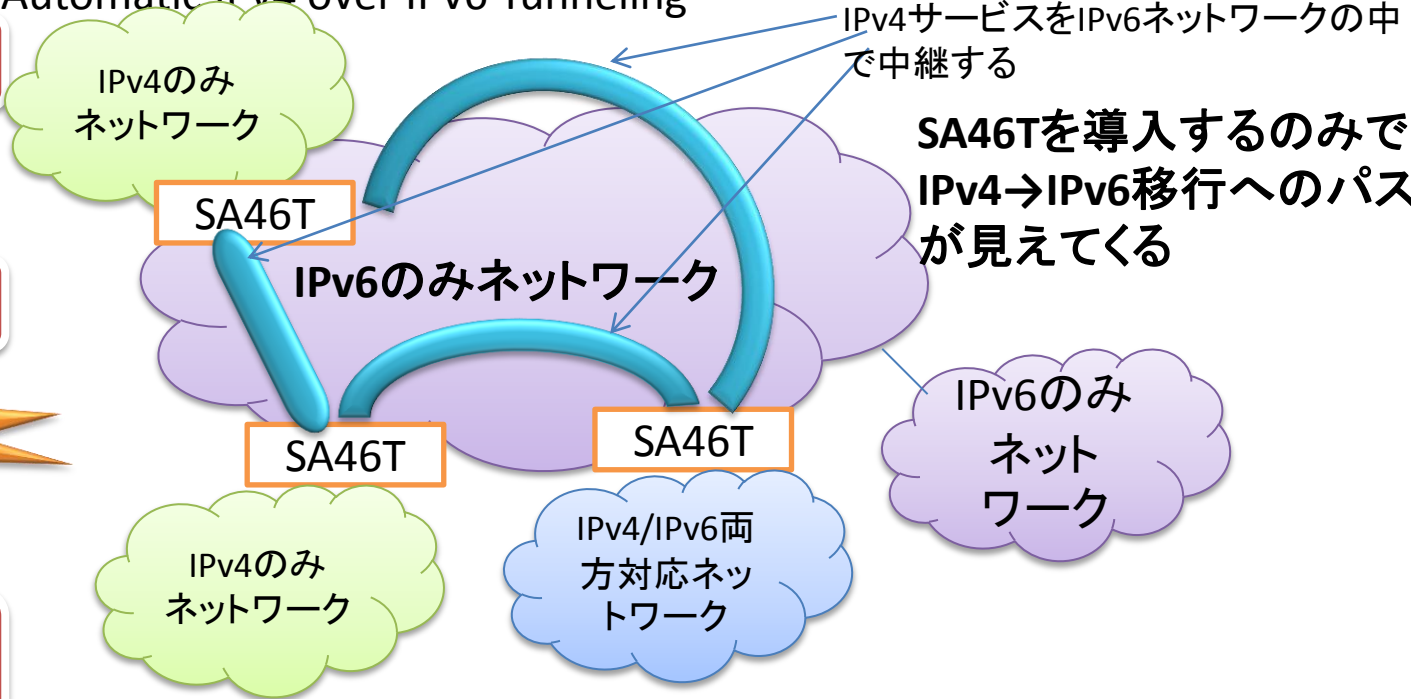 Automatic IPv4 over IPv6 Tunneling
IPv4サービスをIPv6ネットワークの中
で中継する
IPv4のみ
ネットワーク
SA46Tを導入するのみで
IPv4→IPv6移行へのパス
が見えてくる
SA46T
IPv6のみネットワーク
IPv6のみ
ネット
ワーク
SA46T
SA46T
IPv4のみ
ネットワーク
IPv4/IPv6両
方対応ネッ
トワーク